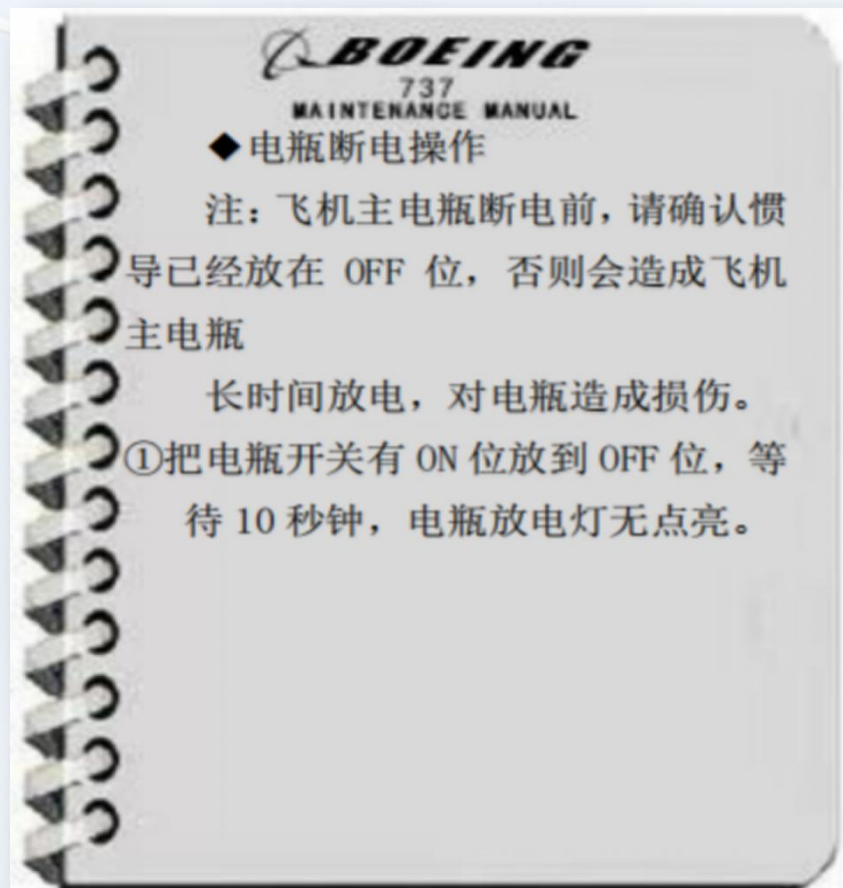 BOEING
737
MAINTENANCE MANUAL
◆电瓶断电操作
注：飞机主电瓶断电前，请确认惯
导已经放在 OFF 位，否则会造成飞机
主电瓶
长时间放电，对电瓶造成损伤。
①把电瓶开关有 ON 位放到 OFF 位，等
待 10 秒钟，电瓶放电灯无点亮。